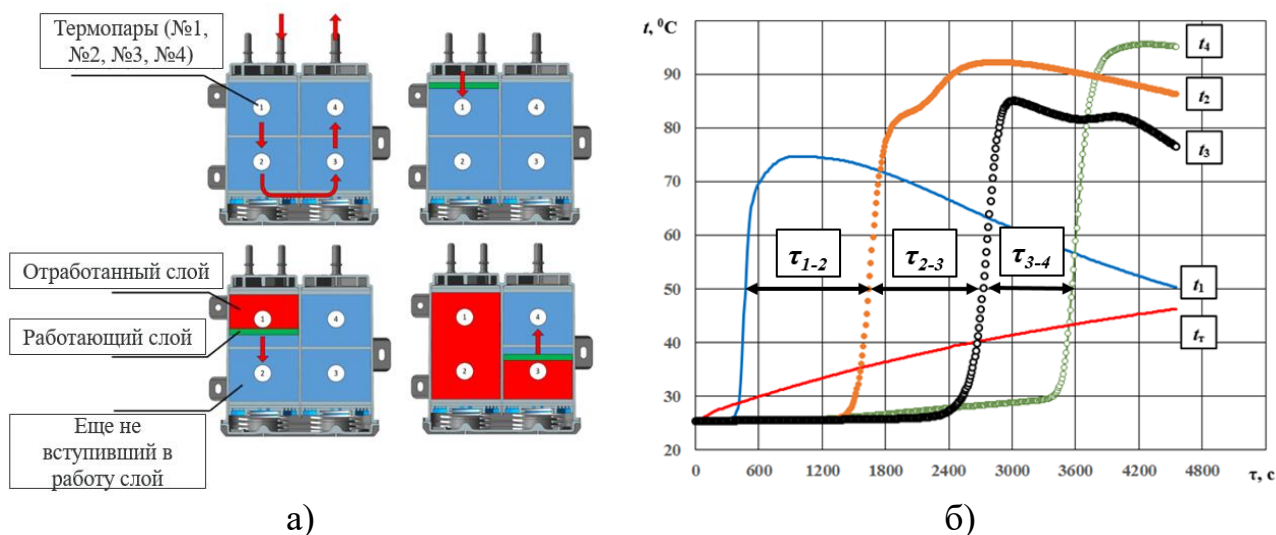 Термопары (№1,
№2, №3, №4)
1
4
2
3
1
4
2
3
Отработанный слой
Работающий слой
Еще не
вступивший в
работу слой
1
4
2
3
1
4
2
3
а)
t, ⁰C
90
80
70
60
50
40
30
20
0
600
1200
1800
2400
3000
3600
4200
4800
τ, с
τ1-2
τ2-3
τ3-4
t4
t2
t3
t1
tт
б)